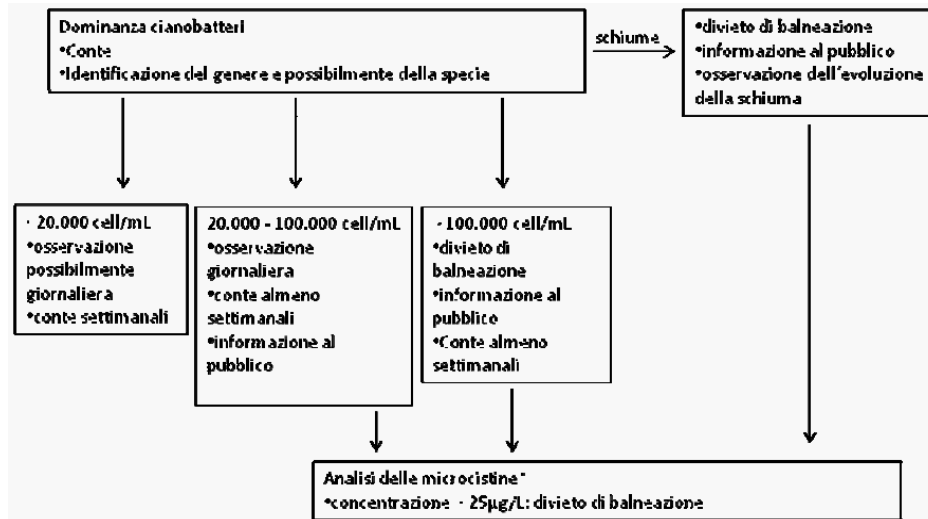 Dominanza cianobatteri
•Conte
•Identificazione del genere e possibilmente della specie
schiume
•divieto di balneazione
•informazione al pubblico
•osservazione dell'evoluzione
della schiuma
- 20.000 cell/mL
•osservazione
possibilmente
giornaliera
•conte settimanali
20.000 - 100.000 cell/mL
•osservazione
giornaliera
•conte almeno
settimanali
•informazione al
pubblico
- 100.000 cell/mL
•divieto di
balneazione
•informazione al
pubblico
•Conte almeno
settimanali
Analisi delle microcistine*
•concentrazione - 25µg/L: divieto di balneazione